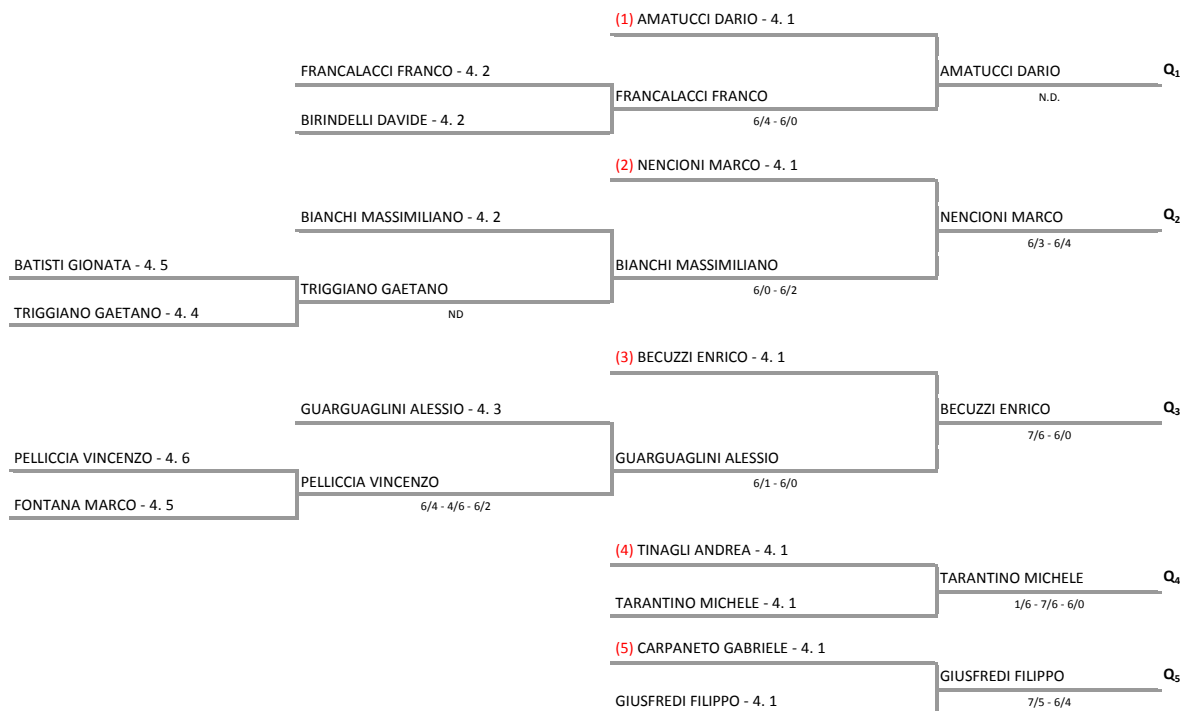 (1) AMATUCCI DARIO - 4. 1
FRANCALACCI FRANCO - 4. 2
AMATUCCI DARIO
Q₁
FRANCALACCI FRANCO
N.D.
BIRINDELLI DAVIDE - 4. 2
6/4 - 6/0
(2) NENCIONI MARCO - 4. 1
BIANCHI MASSIMILIANO - 4. 2
NENCIONI MARCO
Q₂
6/3 - 6/4
BATISTI GIONATA - 4. 5
BIANCHI MASSIMILIANO
TRIGGIANO GAETANO
6/0 - 6/2
TRIGGIANO GAETANO - 4. 4
ND
(3) BECUZZI ENRICO - 4. 1
GUARGUAGLINI ALESSIO - 4. 3
BECUZZI ENRICO
Q₃
7/6 - 6/0
PELLICCIA VINCENZO - 4. 6
GUARGUAGLINI ALESSIO
PELLICCIA VINCENZO
6/1 - 6/0
FONTANA MARCO - 4. 5
6/4 - 4/6 - 6/2
(4) TINAGLI ANDREA - 4. 1
TARANTINO MICHELE
Q₄
TARANTINO MICHELE - 4. 1
1/6 - 7/6 - 6/0
(5) CARPANETO GABRIELE - 4. 1
GIUSFREDI FILIPPO
Q₅
GIUSFREDI FILIPPO - 4. 1
7/5 - 6/4